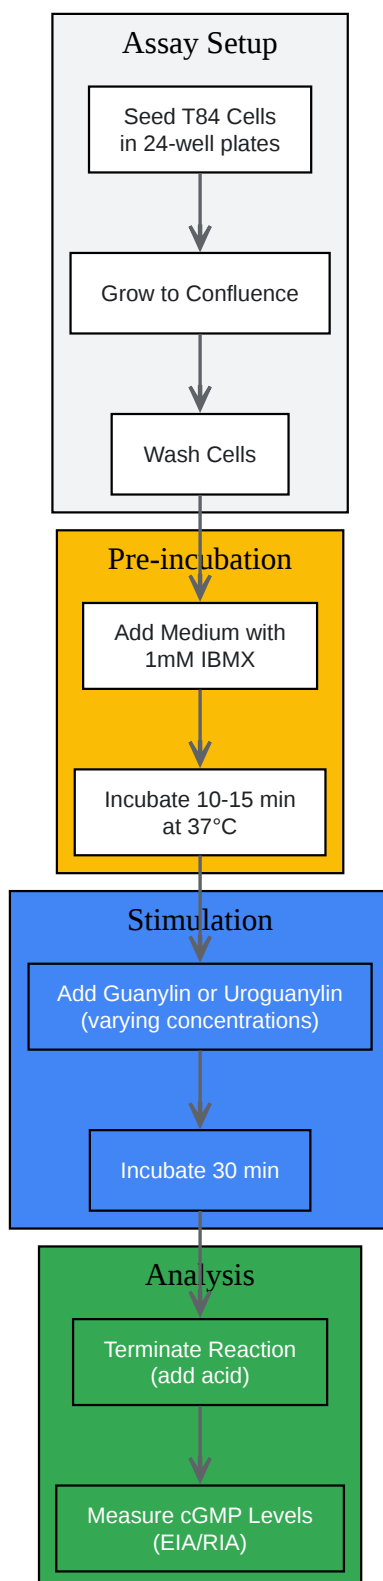 Assay Setup
Seed T84 Cells
in 24-well plates
Grow to Confluence
Wash Cells
Pre-incubation
Add Medium with
1mM IBMX
Incubate 10-15 min
at 37°C
Stimulation
Add Guanylin or Uroguanylin
(varying concentrations)
Incubate 30 min
Analysis
Terminate Reaction
(add acid)
Measure cGMP Levels
(EIA/RIA)